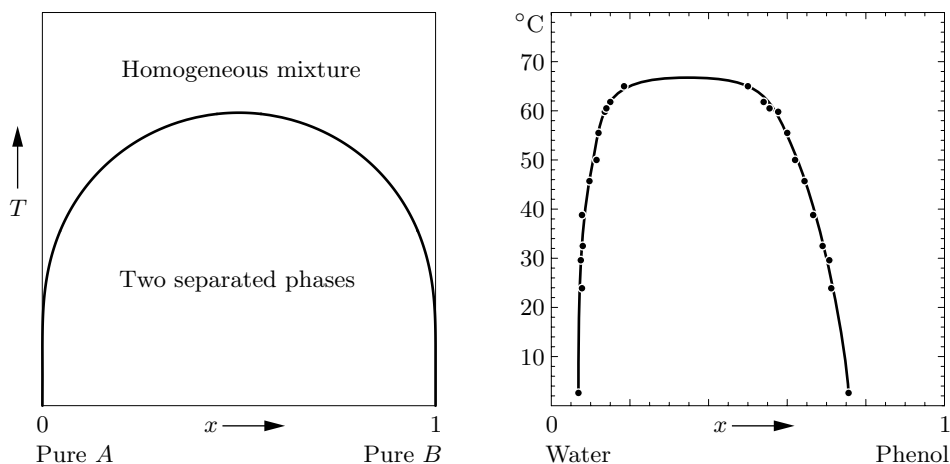 Homogeneous mixture
T
Two separated phases
0
x
1
Pure A
Pure B
°C
70
60
50
40
30
20
10
0
x
1
Water
Phenol